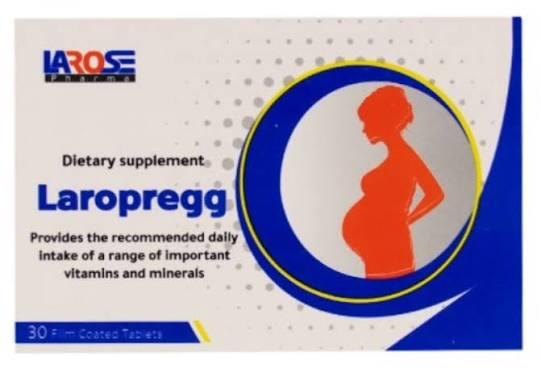 LAROSE
Pharma
Dietary supplement
Laropregg
Provides the recommended daily
intake of a range of important
vitamins and minerals
30 Film Coated Tablets